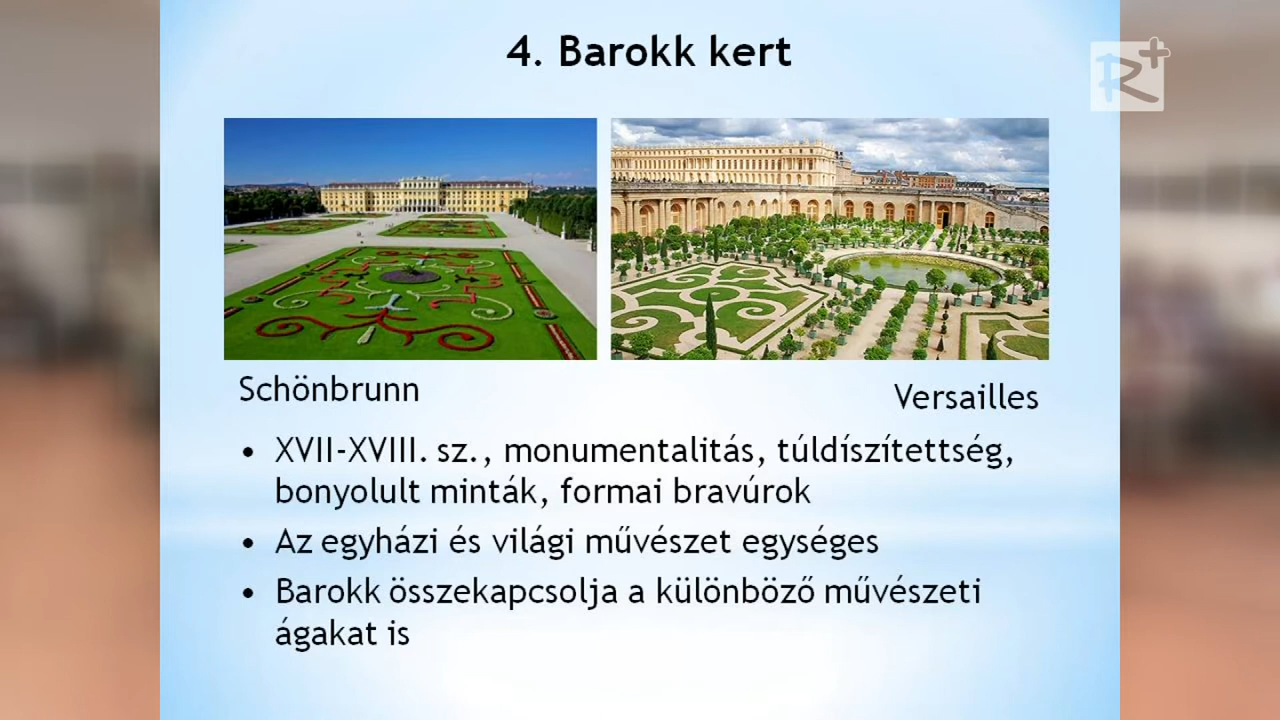 4. Barokk kert
R+
Schönbrunn
Versailles
• XVII-XVIII. sz., monumentalitás, túldíszítettség,
bonyolult minták, formai bravúrok
• Az egyházi és világi művészet egységes
• Barokk összekapcsolja a különböző művészeti
ágakat is